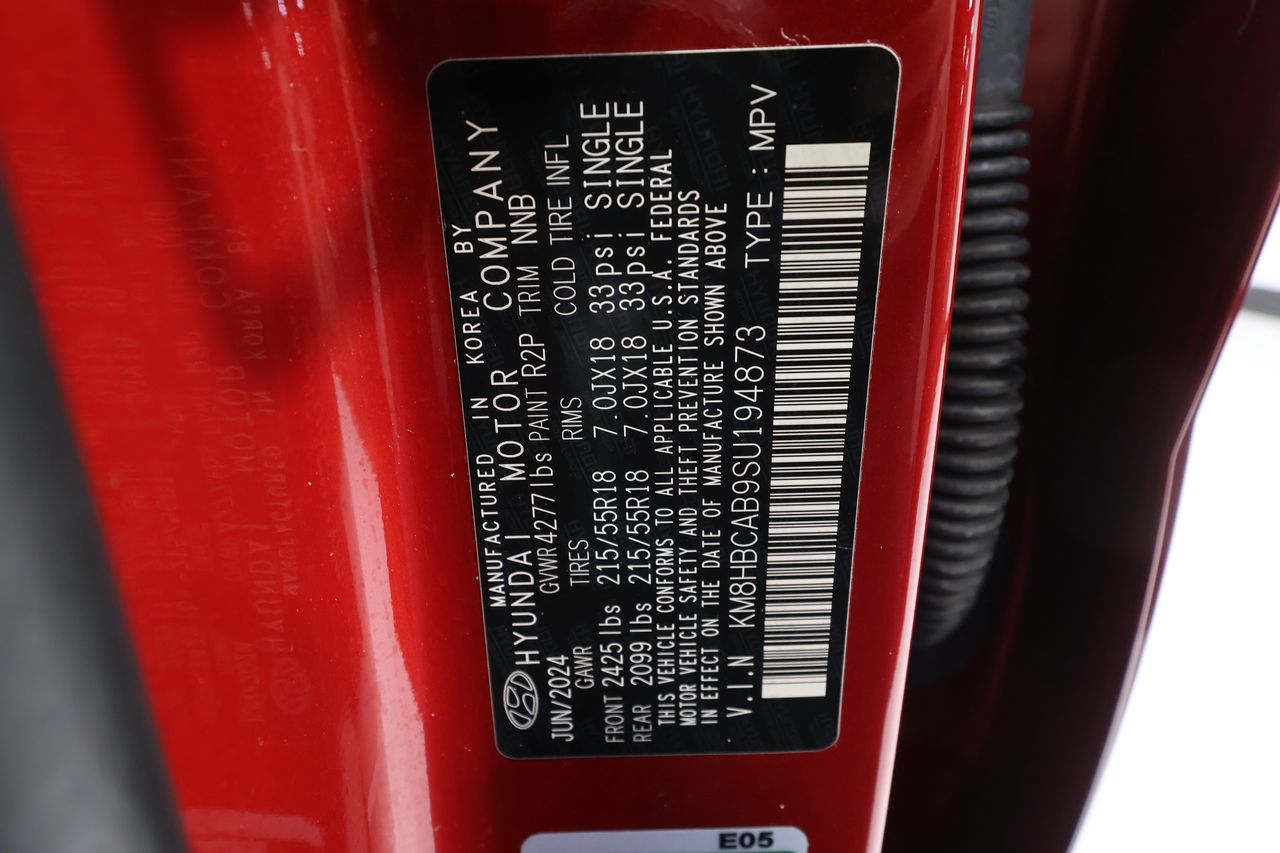 MANUFACTURED IN KOREA BY
HYUNDAI MOTOR COMPANY
JUN/2024 GVWR4277lbs PAINT R2P TRIM NNB
GAWR TIRES RIMS COLD TIRE INFL
FRONT 2425lbs 215/55R18 7.0JX18 33psi SINGLE
REAR 2099lbs 215/55R18 7.0JX18 33psi SINGLE
THIS VEHICLE CONFORMS TO ALL APPLICABLE U.S.A. FEDERAL
MOTOR VEHICLE SAFETY AND THEFT PREVENTION STANDARDS
IN EFFECT ON THE DATE OF MANUFACTURE SHOWN ABOVE
V.I.N KM8HBCAB9SU194873 TYPE : MPV
E05